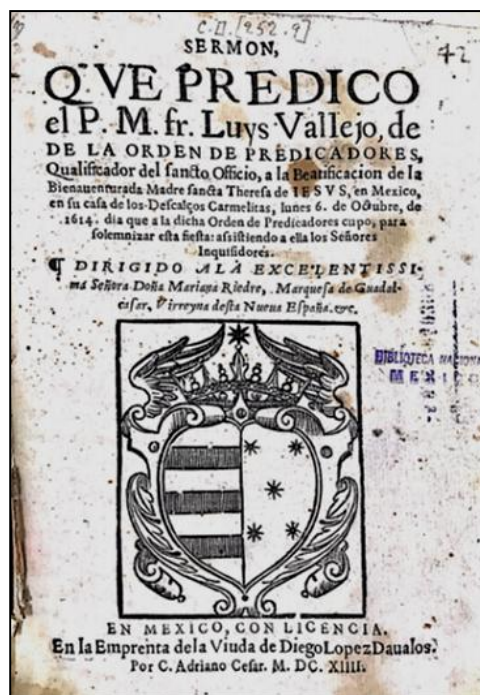 C.D. [252.9]
42
SERMON,
QVE PREDICO
el P. M. fr. Luys Vallejo, de
DE LA ORDEN DE PREDICADORES,
Qualificador del sancto Officio, a la Beatificacion de la
Bienauenturada Madre sancta Theresa de IESVS, en Mexico,
en su casa de los Descalços Carmelitas, lunes 6. de Octubre, de
1614. dia que a la dicha Orden de Predicadores cupo, para
solemnizar esta fiesta: assistiendo a ella los Señores
Inquisidores.
¶ DIRIGIDO ALA EXCELENTISSI-
ma Señora Doña Mariana Riedre, Marquesa de Guadal-
casar, Virreyna desta Nueua España. &c.
BIBLIOTECA NACIONAL
MEXICO
EN MEXICO, CON LICENCIA.
En la Emprenta de la Viuda de Diego Lopez Daualos.
Por C. Adriano Cesar. M. DC. XIIII.